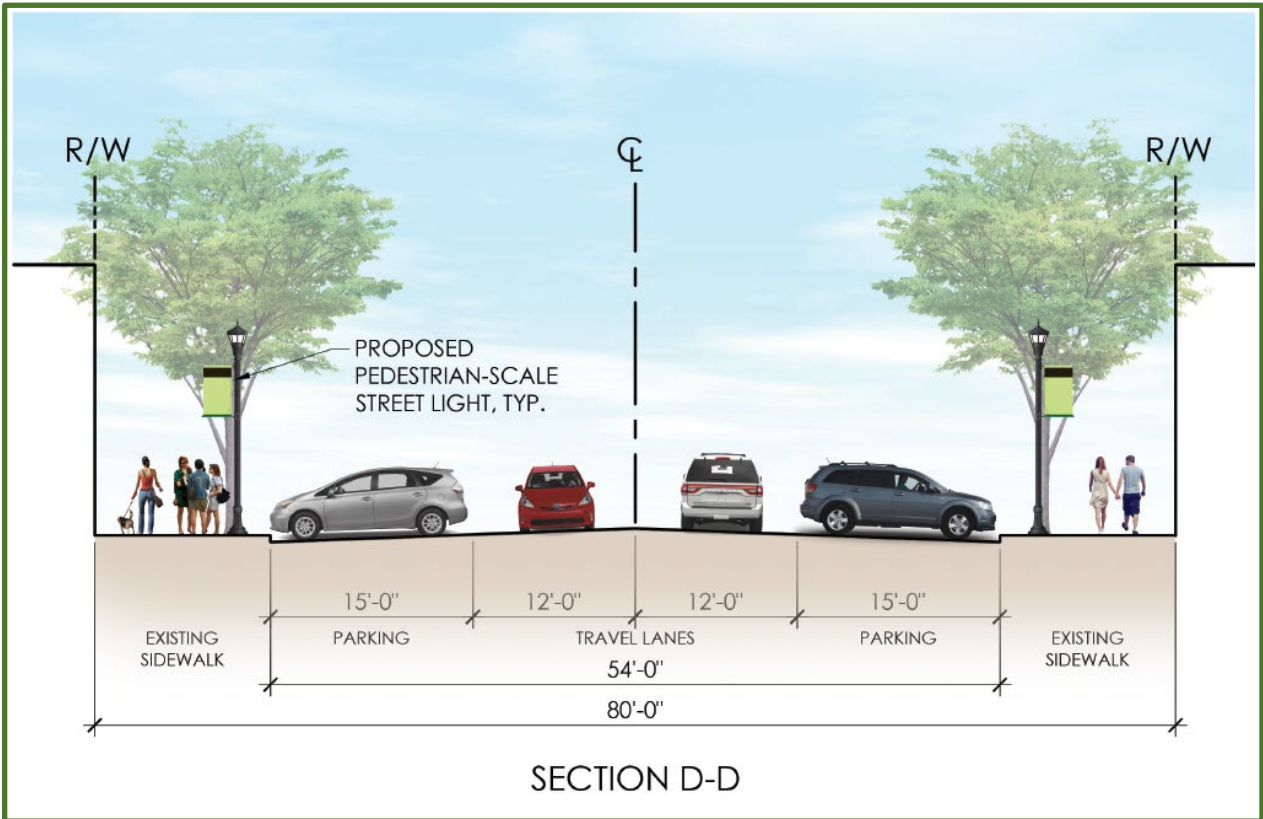 R/W
℄
R/W
PROPOSED
PEDESTRIAN-SCALE
STREET LIGHT, TYP.
15'-0"
12'-0"
12'-0"
15'-0"
EXISTING
SIDEWALK
PARKING
TRAVEL LANES
PARKING
EXISTING
SIDEWALK
54'-0"
80'-0"
SECTION D-D